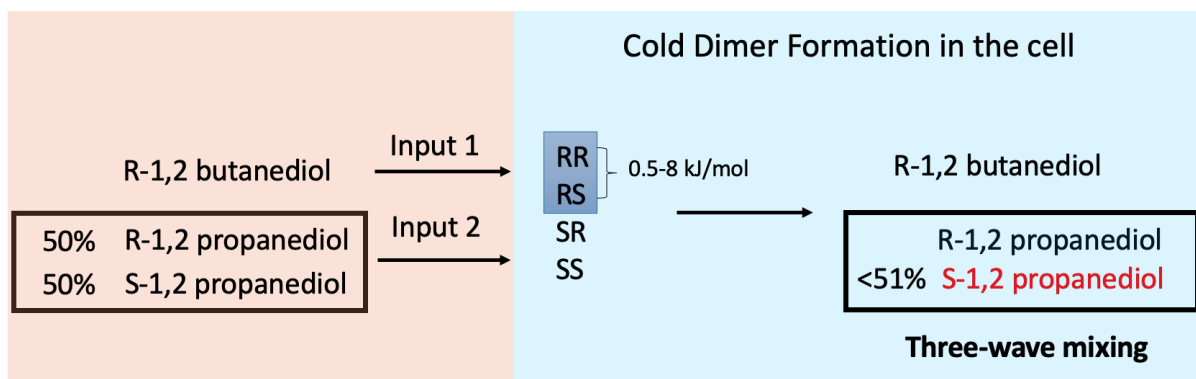 Cold Dimer Formation in the cell
R-1,2 butanediol
Input 1
RR
RS
0.5-8 kJ/mol
R-1,2 butanediol
50% R-1,2 propanediol
50% S-1,2 propanediol
Input 2
SR
SS
R-1,2 propanediol
<51% S-1,2 propanediol
Three-wave mixing